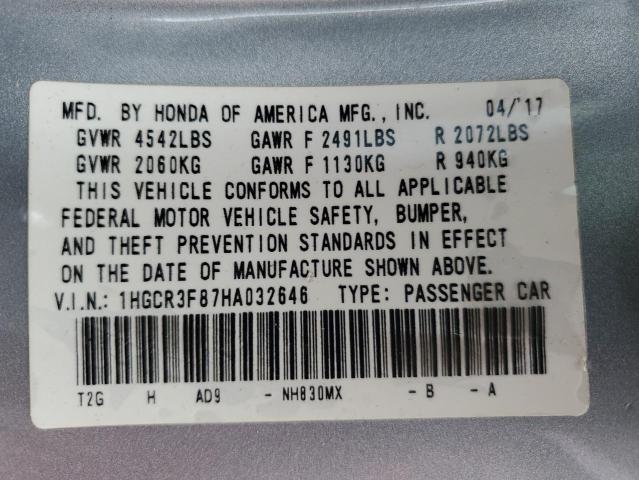 MFD. BY HONDA OF AMERICA MFG., INC. 04/17
GVWR 4542LBS GAWR F 2491LBS R 2072LBS
GVWR 2060KG GAWR F 1130KG R 940KG
THIS VEHICLE CONFORMS TO ALL APPLICABLE
FEDERAL MOTOR VEHICLE SAFETY, BUMPER,
AND THEFT PREVENTION STANDARDS IN EFFECT
ON THE DATE OF MANUFACTURE SHOWN ABOVE.
V.I.N.: 1HGCR3F87HA032646 TYPE: PASSENGER CAR
T2G H AD9 - NH830MX - B - A